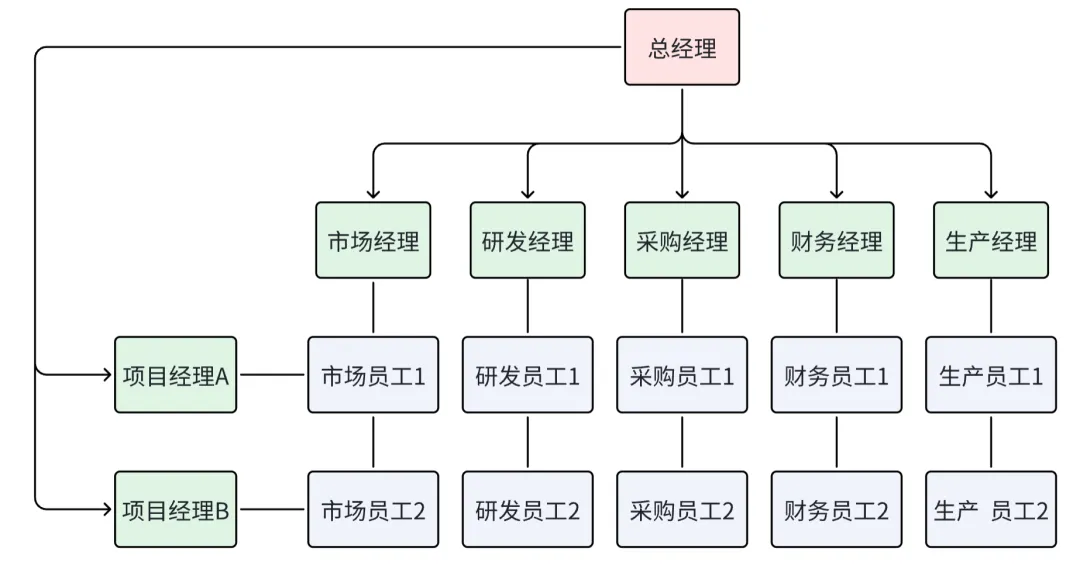 总经理
市场经理
研发经理
采购经理
财务经理
生产经理
项目经理A
市场员工1
研发员工1
采购员工1
财务员工1
生产员工1
项目经理B
市场员工2
研发员工2
采购员工2
财务员工2
生产 员工2